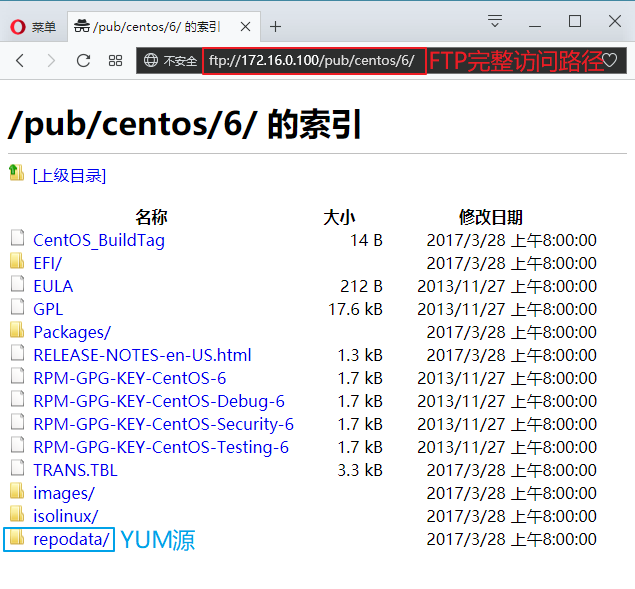 菜单
/pub/centos/6/ 的索引
不安全
ftp://172.16.0.100/pub/centos/6/
FTP完整访问路径
/pub/centos/6/ 的索引
[上级目录]
名称 大小 修改日期
CentOS_BuildTag 14 B 2017/3/28 上午8:00:00
EFI/ 2017/3/28 上午8:00:00
EULA 212 B 2013/11/27 上午8:00:00
GPL 17.6 kB 2013/11/27 上午8:00:00
Packages/ 2017/3/28 上午8:00:00
RELEASE-NOTES-en-US.html 1.3 kB 2017/3/28 上午8:00:00
RPM-GPG-KEY-CentOS-6 1.7 kB 2013/11/27 上午8:00:00
RPM-GPG-KEY-CentOS-Debug-6 1.7 kB 2013/11/27 上午8:00:00
RPM-GPG-KEY-CentOS-Security-6 1.7 kB 2013/11/27 上午8:00:00
RPM-GPG-KEY-CentOS-Testing-6 1.7 kB 2013/11/27 上午8:00:00
TRANS.TBL 3.3 kB 2017/3/28 上午8:00:00
images/ 2017/3/28 上午8:00:00
isolinux/ 2017/3/28 上午8:00:00
repodata/ YUM源 2017/3/28 上午8:00:00